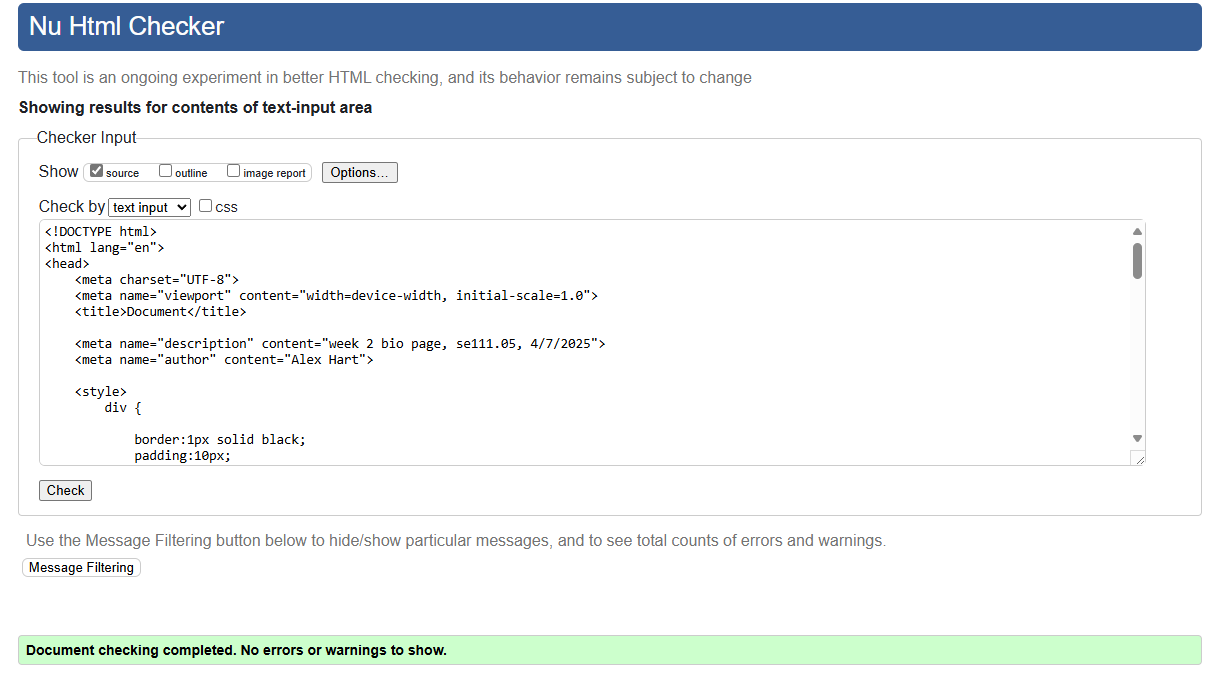 Nu Html Checker
This tool is an ongoing experiment in better HTML checking, and its behavior remains subject to change
Showing results for contents of text-input area
Checker Input
Show source outline image report Options...
Check by text input CSS
<!DOCTYPE html>
<html lang="en">
<head>
    <meta charset="UTF-8">
    <meta name="viewport" content="width=device-width, initial-scale=1.0">
    <title>Document</title>
    <meta name="description" content="week 2 bio page, se111.05, 4/7/2025">
    <meta name="author" content="Alex Hart">
    <style>
        div {
            border:1px solid black;
            padding:10px;
Check
Use the Message Filtering button below to hide/show particular messages, and to see total counts of errors and warnings.
Message Filtering
Document checking completed. No errors or warnings to show.